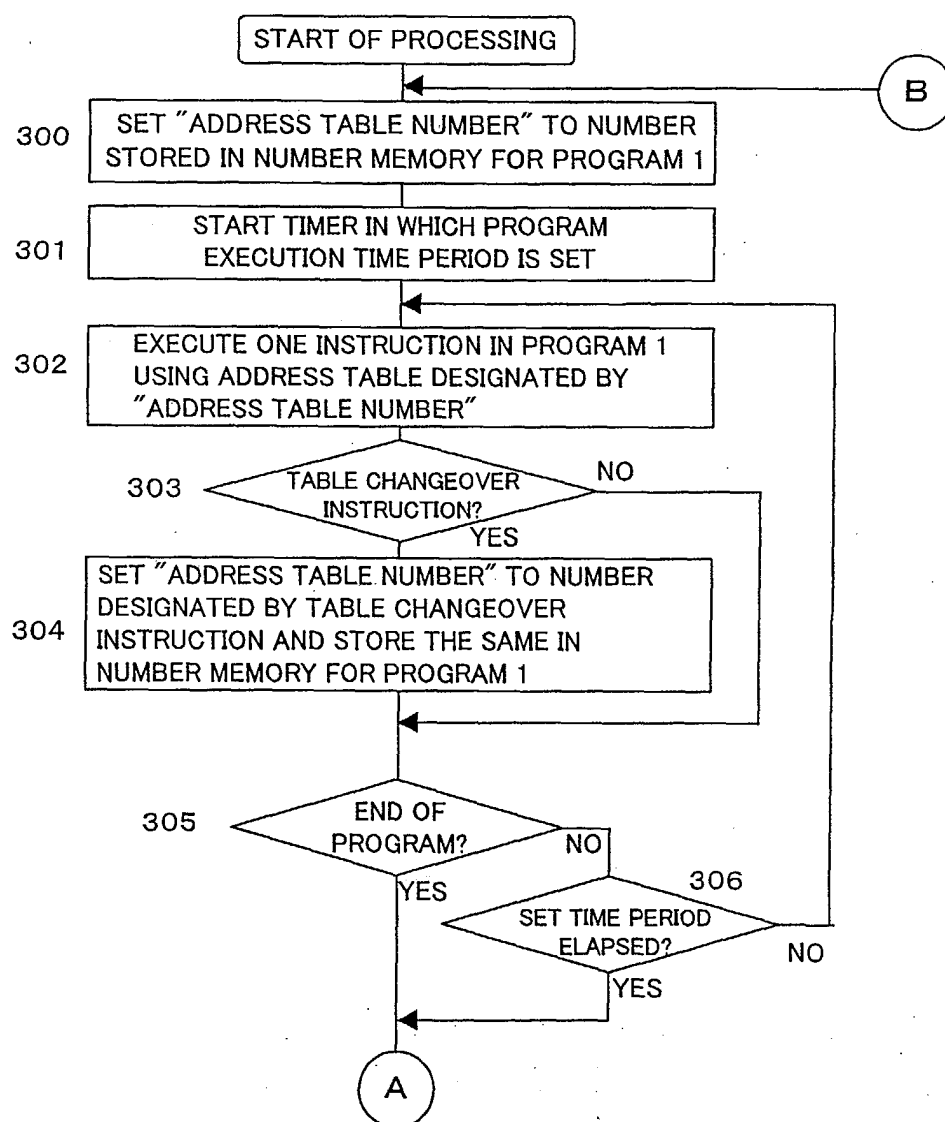 START OF PROCESSING
B
300
SET "ADDRESS TABLE NUMBER" TO NUMBER
STORED IN NUMBER MEMORY FOR PROGRAM 1
301
START TIMER IN WHICH PROGRAM
EXECUTION TIME PERIOD IS SET
302
EXECUTE ONE INSTRUCTION IN PROGRAM 1
USING ADDRESS TABLE DESIGNATED BY
"ADDRESS TABLE NUMBER"
303
TABLE CHANGEOVER
INSTRUCTION?
NO
YES
304
SET "ADDRESS TABLE NUMBER" TO NUMBER
DESIGNATED BY TABLE CHANGEOVER
INSTRUCTION AND STORE THE SAME IN
NUMBER MEMORY FOR PROGRAM 1
305
END OF
PROGRAM?
NO
YES
306
SET TIME PERIOD
ELAPSED?
NO
YES
A